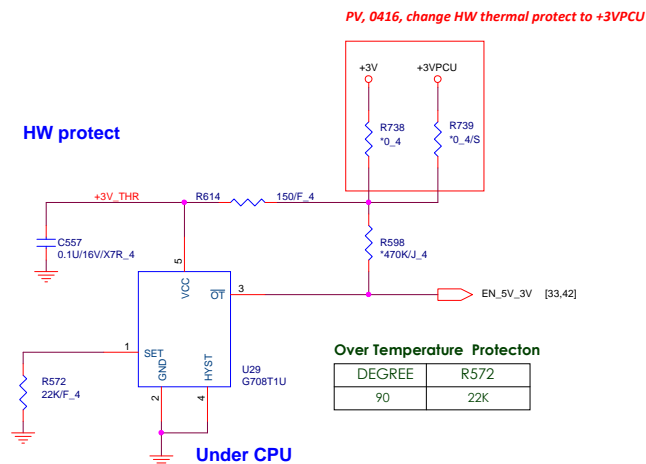 PV, 0416, change HW thermal protect to +3VPCU
+3V +3VPCU
R738
*0_4
R739
*0_4/S
HW protect
+3V_THR
R614 150/F_4
C557
0.1U/16V/X7R_4
R598
*470K/J_4
5
VCC
OT
3
EN_5V_3V [33,42]
1
SET
GND
HYST
U29
G708T1U
R572
22K/F_4
2
4
Over Temperature Protecton
DEGREE R572
90 22K
Under CPU